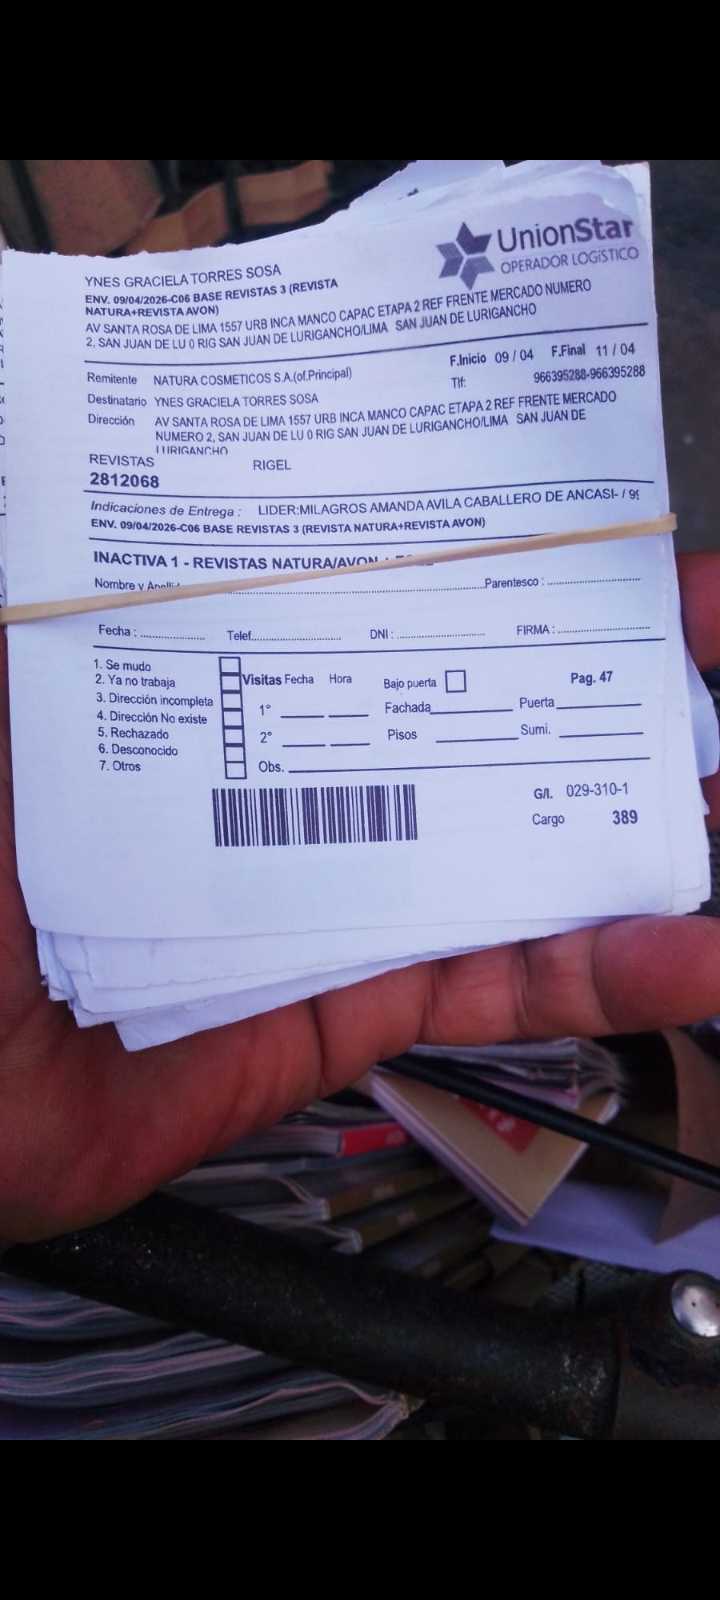 UnionStar
OPERADOR LOGÍSTICO
YNES GRACIELA TORRES SOSA
ENV. 09/04/2026-C06 BASE REVISTAS 3 (REVISTA
NATURA+REVISTA AVON)
AV SANTA ROSA DE LIMA 1557 URB INCA MANCO CAPAC ETAPA 2 REF FRENTE MERCADO NUMERO
2, SAN JUAN DE LU 0 RIG SAN JUAN DE LURIGANCHO/LIMA SAN JUAN DE LURIGANCHO
F.Inicio 09 / 04 F.Final 11 / 04
Remitente NATURA COSMETICOS S.A.(of.Principal)
Tlf: 966395288-966395288
Destinatario YNES GRACIELA TORRES SOSA
Dirección AV SANTA ROSA DE LIMA 1557 URB INCA MANCO CAPAC ETAPA 2 REF FRENTE MERCADO
NUMERO 2, SAN JUAN DE LU 0 RIG SAN JUAN DE LURIGANCHO/LIMA SAN JUAN DE
LURIGANCHO
REVISTAS RIGEL
2812068
Indicaciones de Entrega : LIDER:MILAGROS AMANDA AVILA CABALLERO DE ANCASI- /
ENV. 09/04/2026-C06 BASE REVISTAS 3 (REVISTA NATURA+REVISTA AVON)
INACTIVA 1 - REVISTAS NATURA/AVON +
Nombre y Parentesco :
Fecha : Telef. DNI : FIRMA :
1. Se mudo
2. Ya no trabaja
3. Dirección incompleta
4. Dirección No existe
5. Rechazado
6. Desconocido
7. Otros
Visitas Fecha Hora Bajo puerta Pag. 47
1° Fachada Puerta
2° Pisos Sumi.
Obs.
G/I. 029-310-1
Cargo 389